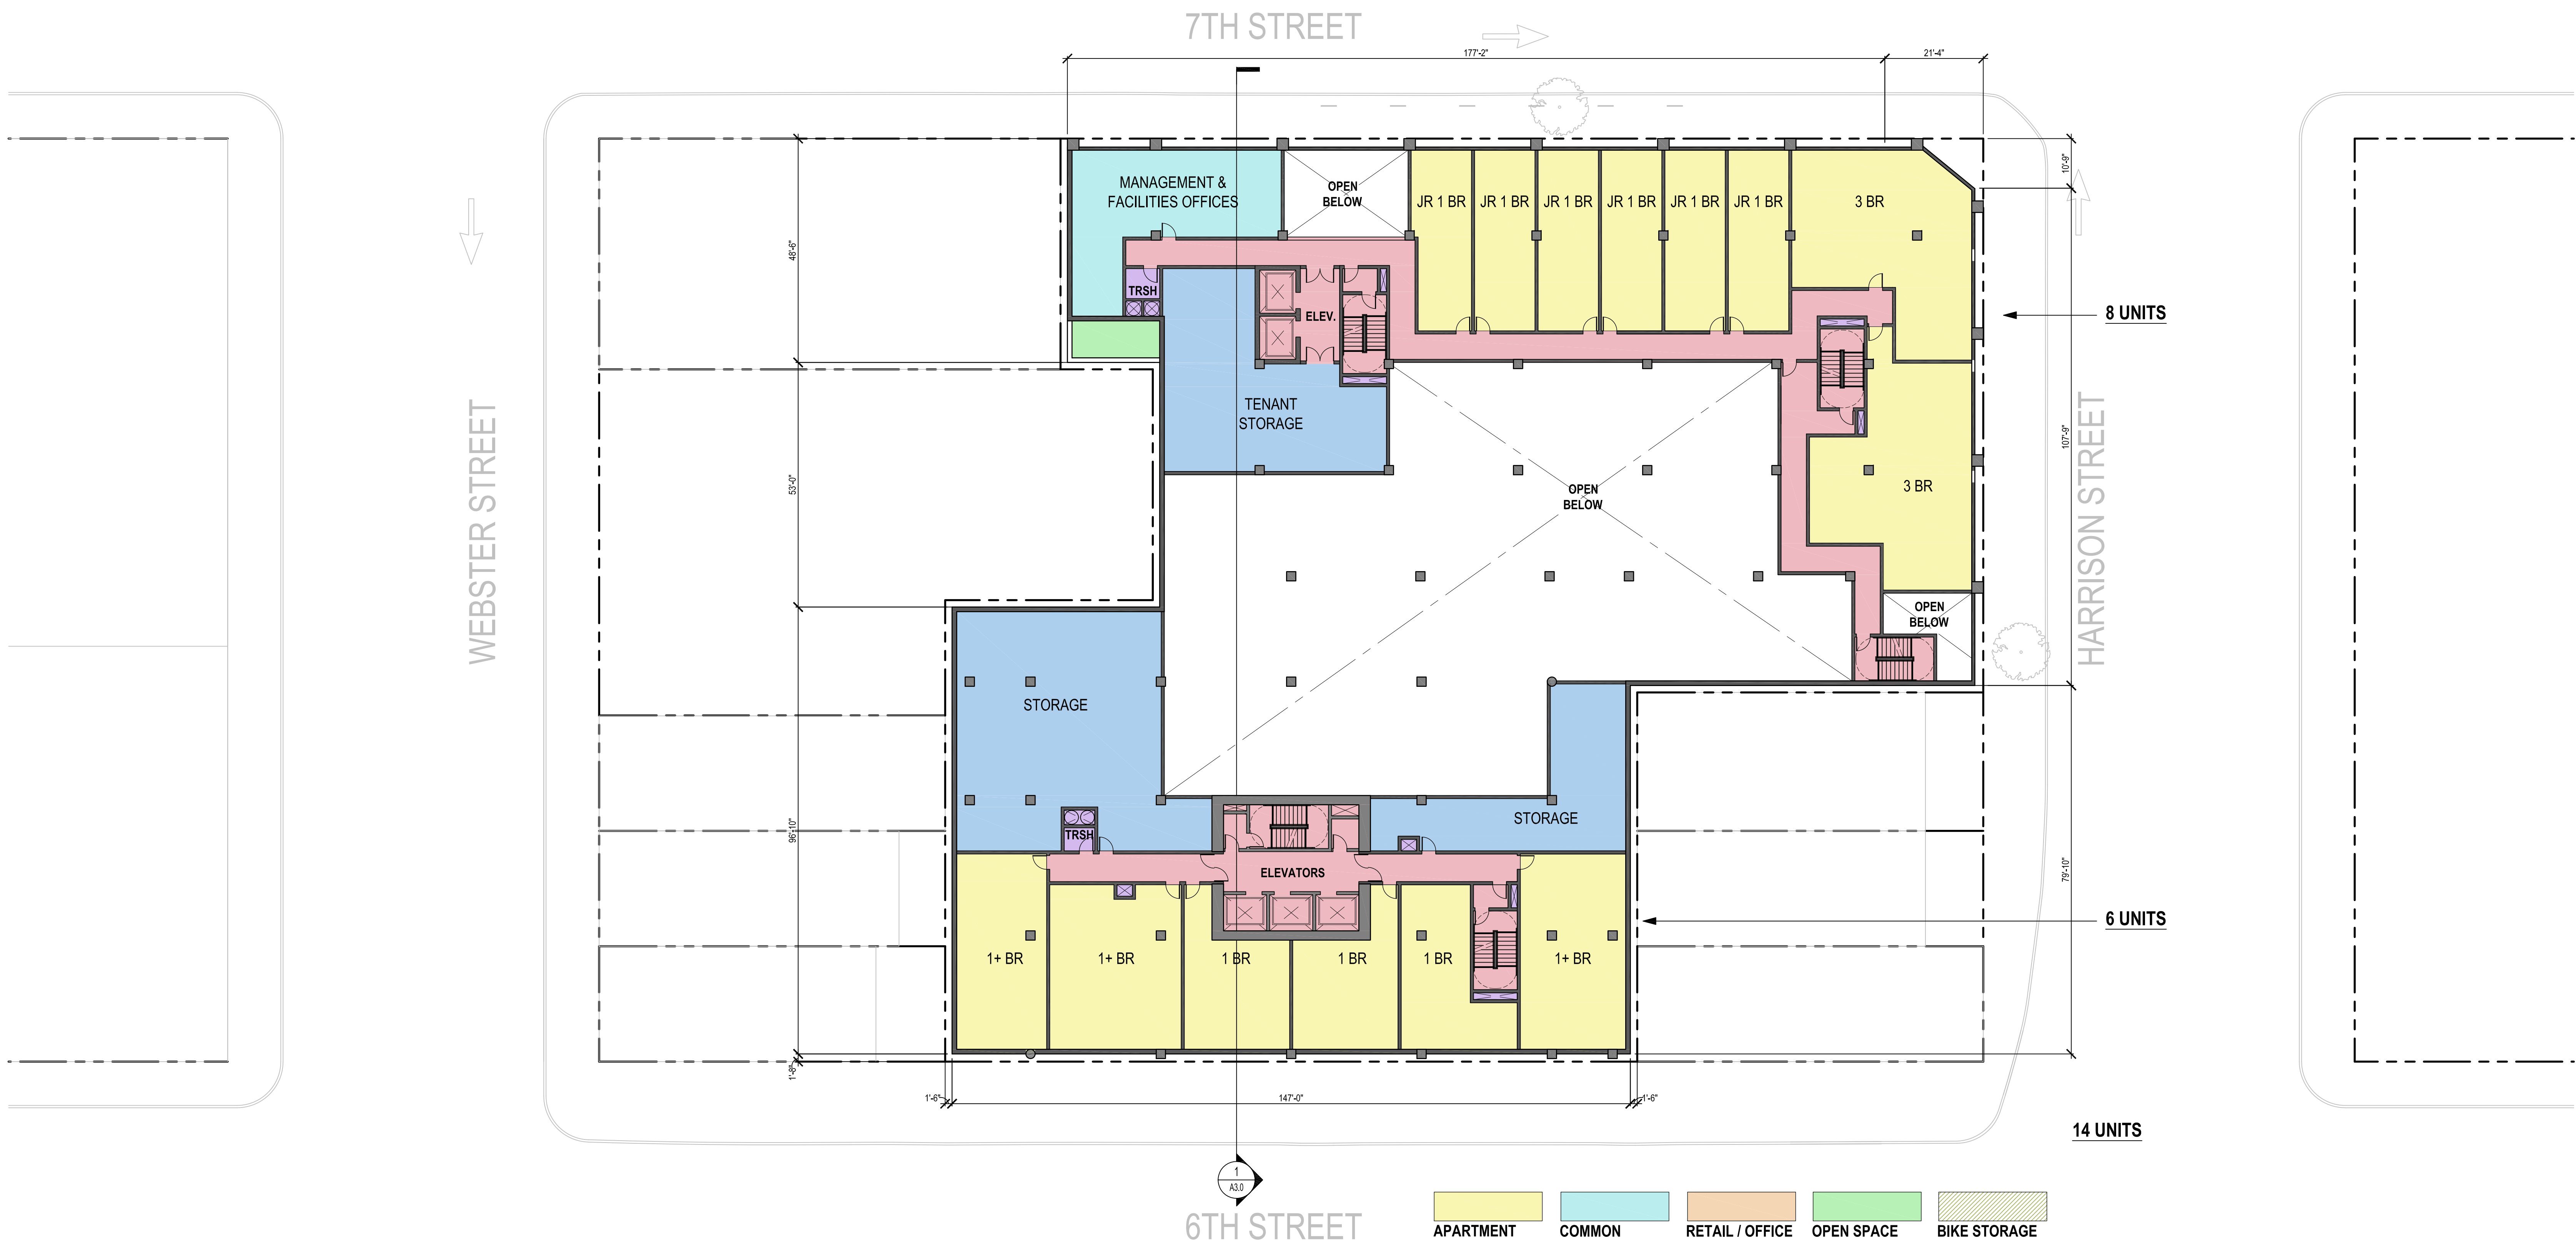 7TH STREET
177'-2"
21'-4"
10'-9"
MANAGEMENT &
FACILITIES OFFICES
OPEN
BELOW
JR 1 BR
JR 1 BR
JR 1 BR
JR 1 BR
JR 1 BR
JR 1 BR
3 BR
48'-6"
TRSH
ELEV.
8 UNITS
TENANT
STORAGE
WEBSTER STREET
HARRISON STREET
53'-0"
107'-9"
OPEN
BELOW
3 BR
OPEN
BELOW
STORAGE
STORAGE
TRSH
96'-10"
79'-10"
ELEVATORS
6 UNITS
1+ BR
1+ BR
1 BR
1 BR
1 BR
1+ BR
1'-8"
1'-6"
147'-0"
1'-6"
14 UNITS
1
A3.0
6TH STREET
APARTMENT
COMMON
RETAIL / OFFICE
OPEN SPACE
BIKE STORAGE